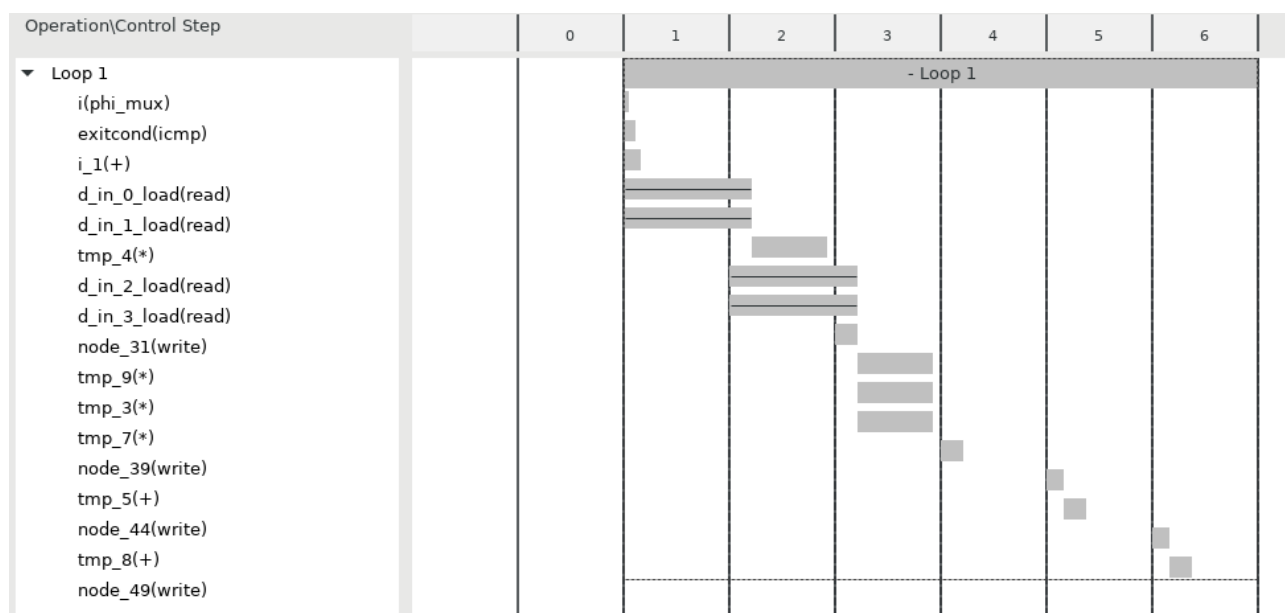 Operation\Control Step
0 1 2 3 4 5 6
Loop 1 - Loop 1
i(phi_mux)
exitcond(icmp)
i_1(+)
d_in_0_load(read)
d_in_1_load(read)
tmp_4(*)
d_in_2_load(read)
d_in_3_load(read)
node_31(write)
tmp_9(*)
tmp_3(*)
tmp_7(*)
node_39(write)
tmp_5(+)
node_44(write)
tmp_8(+)
node_49(write)